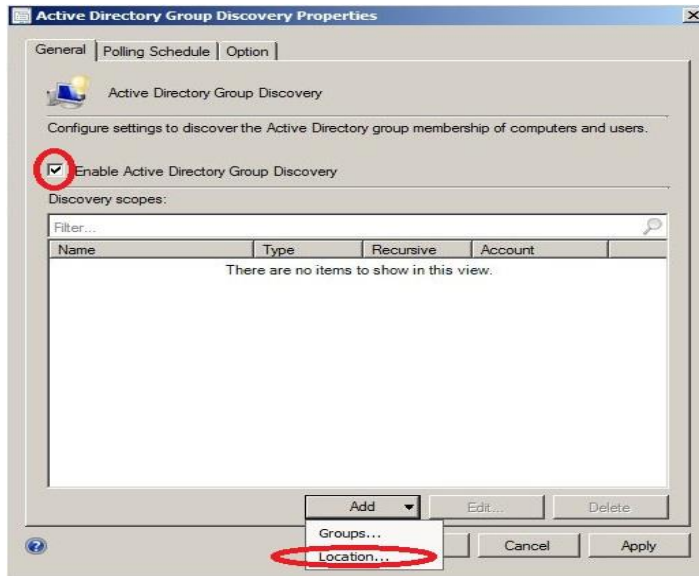 Active Directory Group Discovery Properties
General Polling Schedule Option
Active Directory Group Discovery
Configure settings to discover the Active Directory group membership of computers and users.
Enable Active Directory Group Discovery
Discovery scopes:
Filter...
Name Type Recursive Account
There are no items to show in this view.
Add Edit... Delete
Groups...
Location...
Cancel Apply